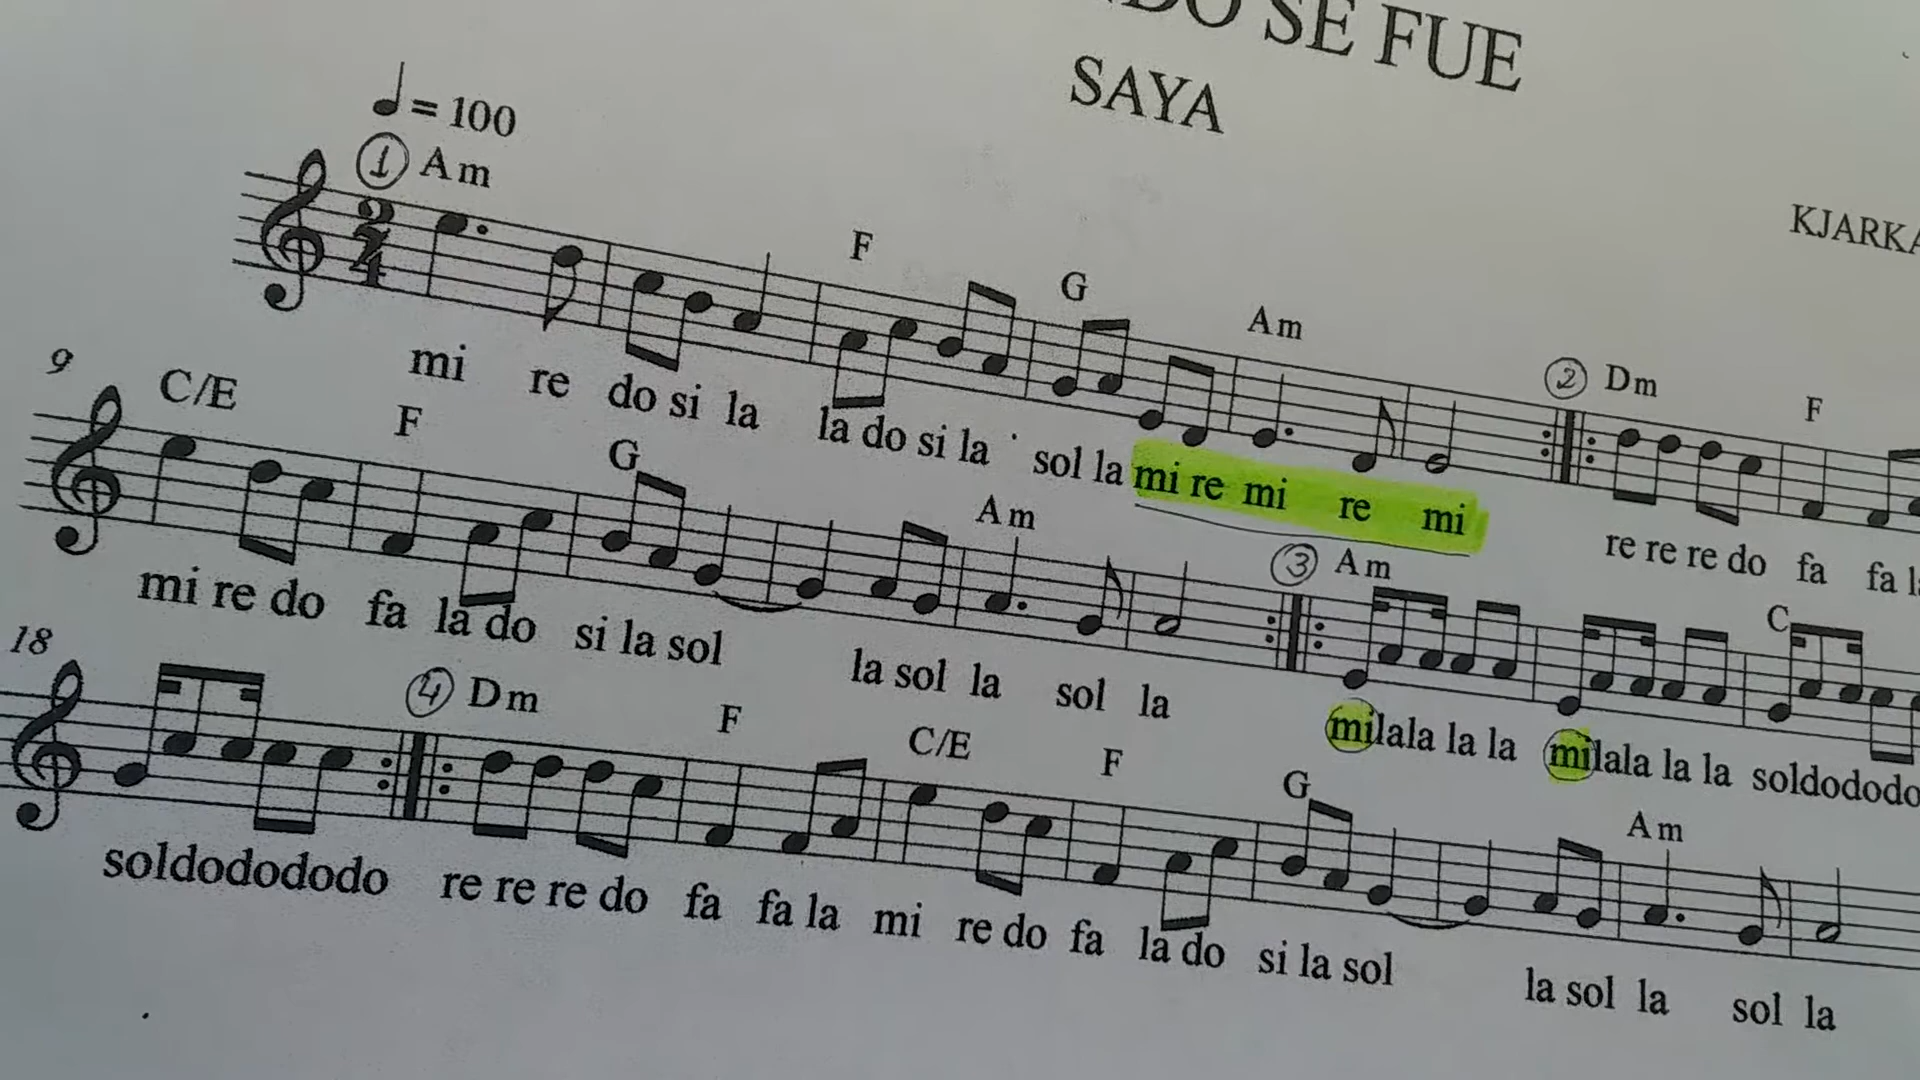 SE FUE
SAYA
= 100
KJARKA
1 Am F G Am 2 Dm F
2
4
mi re do si la la do si la sol la mi re mi re mi re re re do fa fa
9 C/E F G Am 3 Am C
mi re do fa la do si la sol la sol la sol la milala la la milala la la soldododo
18 4 Dm F C/E F G Am
soldodododo re re re do fa fa la mi re do fa la do si la sol la sol la sol la